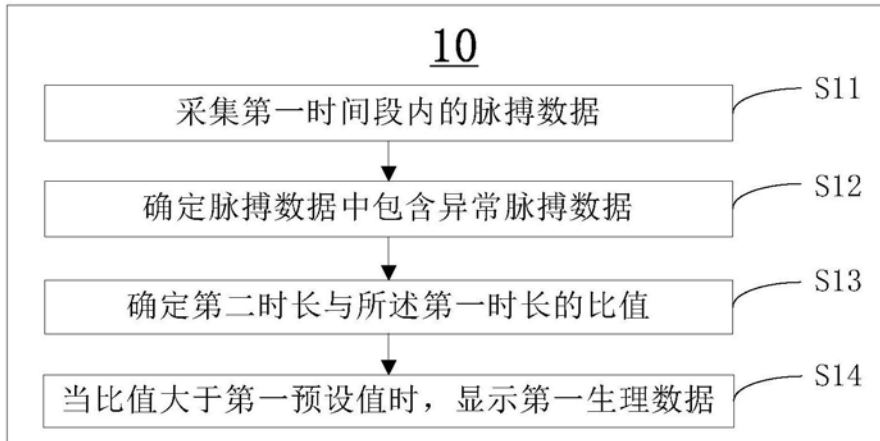 10
采集第一时间段内的脉搏数据
S11
确定脉搏数据中包含异常脉搏数据
S12
确定第二时长与所述第一时长的比值
S13
当比值大于第一预设值时，显示第一生理数据
S14